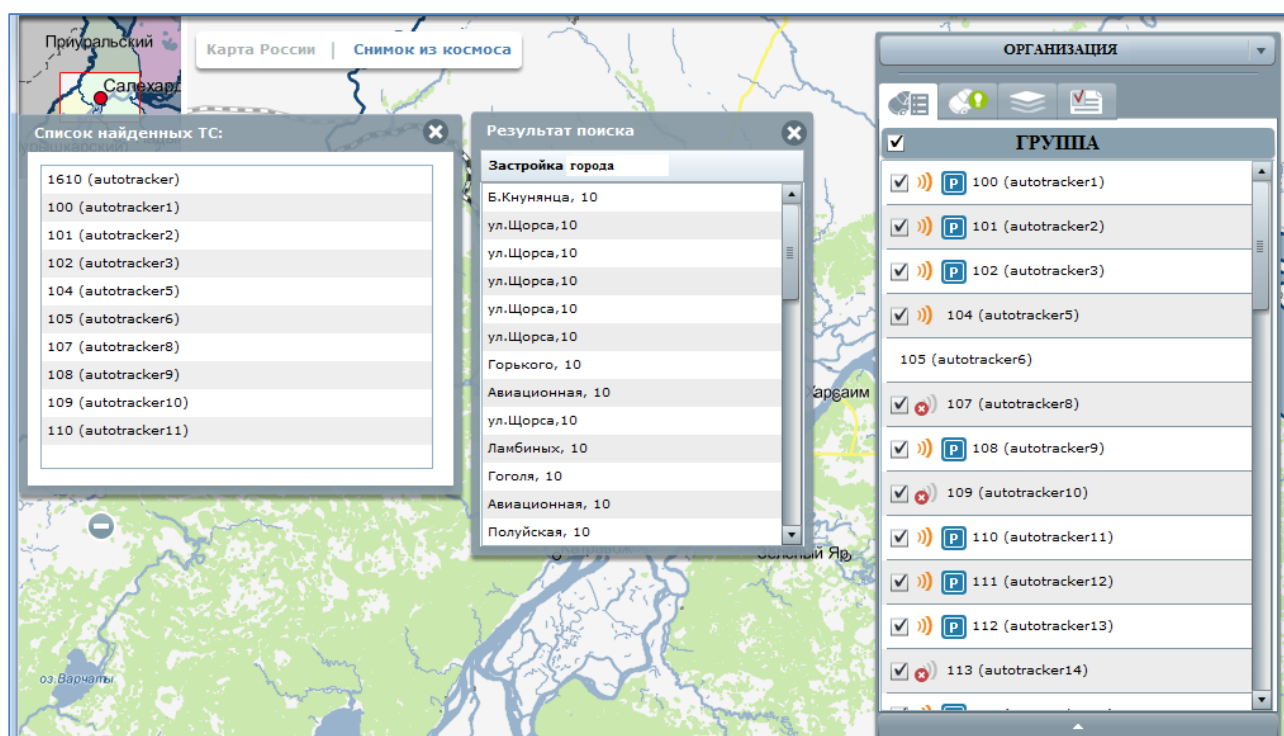 Приуральский
Салехард
Карта России | Снимок из космоса
ОРГАНИЗАЦИЯ
ГРУППА
Список найденных ТС:
1610 (autotracker)
100 (autotracker1)
101 (autotracker2)
102 (autotracker3)
104 (autotracker5)
105 (autotracker6)
107 (autotracker8)
108 (autotracker9)
109 (autotracker10)
110 (autotracker11)
Результат поиска
Застройка города
Б.Кнунянца, 10
ул.Щорса,10
ул.Щорса,10
ул.Щорса,10
ул.Щорса,10
ул.Щорса,10
Горького, 10
Авиационная, 10
ул.Щорса,10
Ламбиных, 10
Гоголя, 10
Авиационная, 10
Полуйская, 10
P 100 (autotracker1)
P 101 (autotracker2)
P 102 (autotracker3)
104 (autotracker5)
105 (autotracker6)
107 (autotracker8)
P 108 (autotracker9)
109 (autotracker10)
P 110 (autotracker11)
P 111 (autotracker12)
P 112 (autotracker13)
113 (autotracker14)
Харсаим
Зеленый Яр
оз.Варчаты